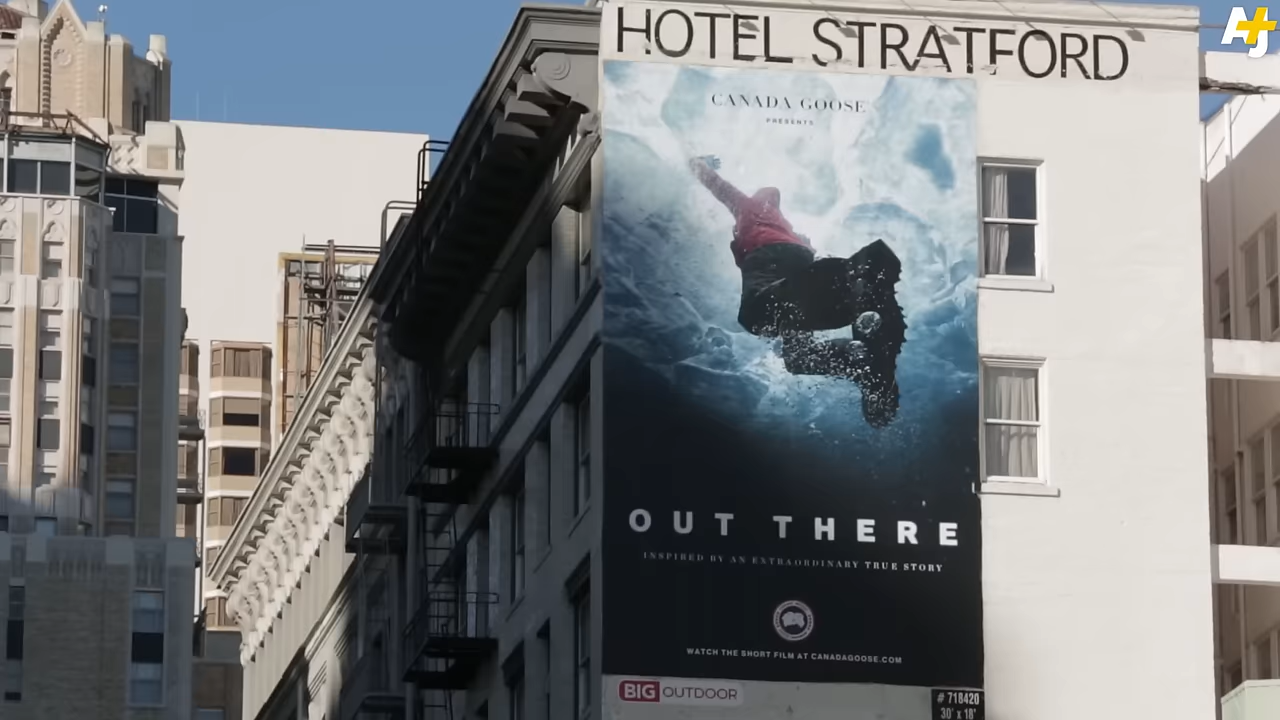 HOTEL STRATFORD
CANADA GOOSE
PRESENTS
OUT THERE
INSPIRED BY AN EXTRAORDINARY TRUE STORY
WATCH THE SHORT FILM AT CANADAGOOSE.COM
BIG OUTDOOR
# 718420
30' x 18'
AJ+